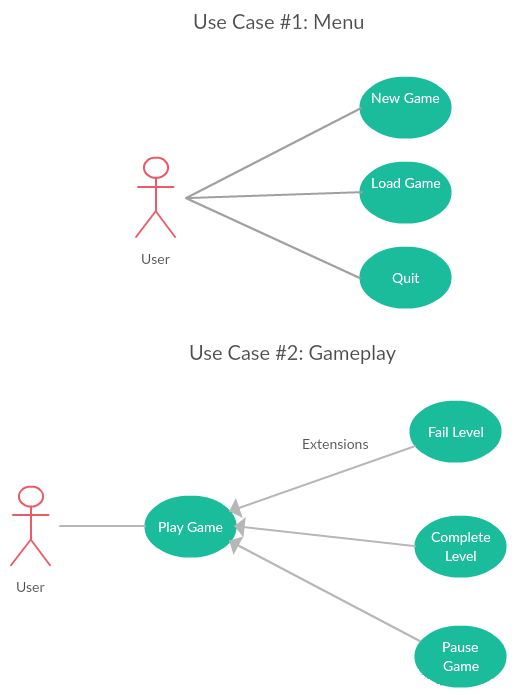 Use Case #1: Menu
New Game
Load Game
User
Quit
Use Case #2: Gameplay
Fail Level
Extensions
Play Game
Complete
Level
User
Pause
Game